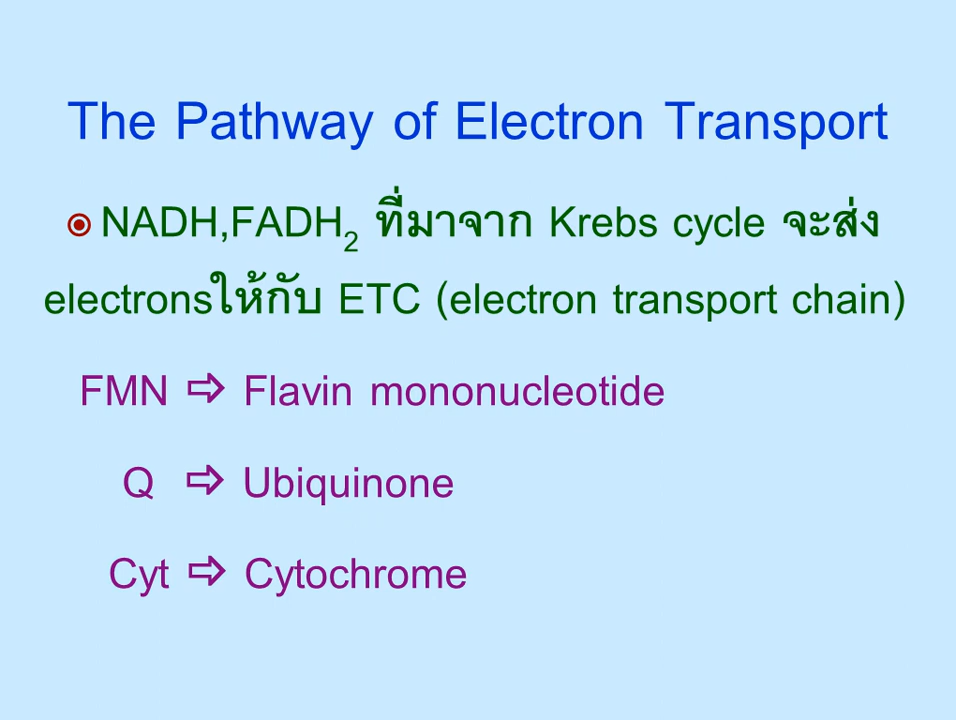 The Pathway of Electron Transport
๏ NADH,FADH₂ ที่มาจาก Krebs cycle จะส่ง
electronsให้กับ ETC (electron transport chain)
FMN ⇨ Flavin mononucleotide
Q ⇨ Ubiquinone
Cyt ⇨ Cytochrome